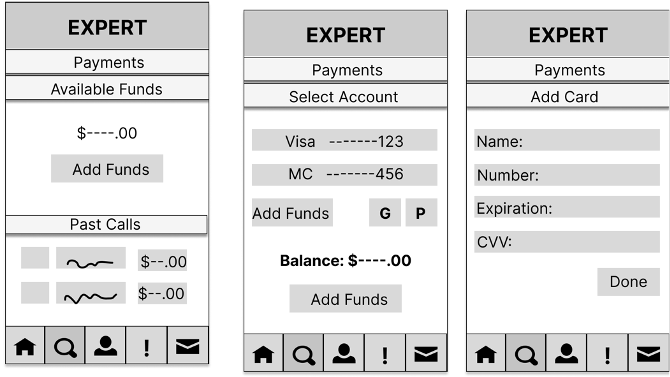 EXPERT
Payments
Available Funds
$----.00
Add Funds
Past Calls
$--.00
$--.00
!
EXPERT
Payments
Select Account
Visa -------123
MC -------456
Add Funds G P
Balance: $----.00
Add Funds
!
EXPERT
Payments
Add Card
Name:
Number:
Expiration:
CVV:
Done
!